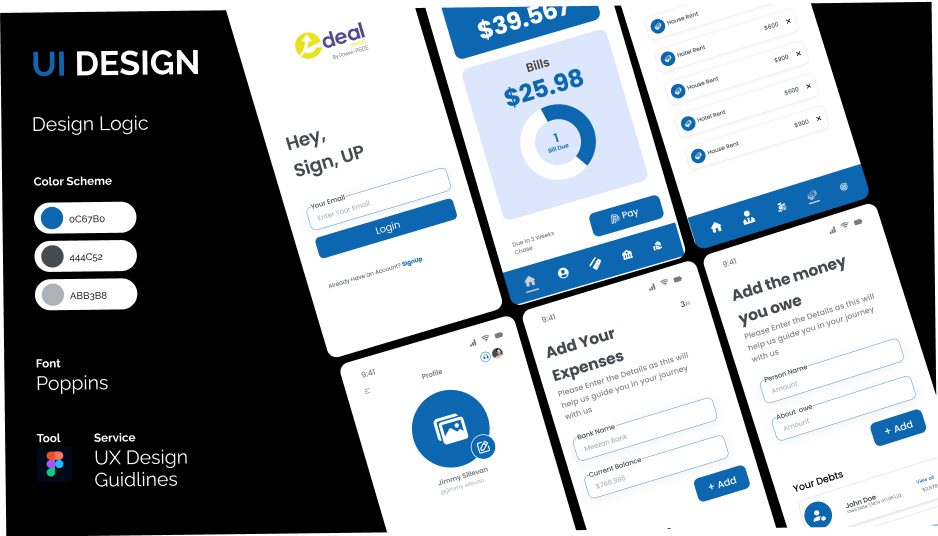 UI DESIGN
Design Logic
Color Scheme
0C67B0
444C52
ABB3B8
Font
Poppins
Tool
Service
UX Design
Guidlines
deal
By Pasein PGDE
Hey,
Sign, UP
Your Email
Enter Your Email
Login
Already Have an Account? SignUp
$39.567
Bills
$25.98
1
Bill Due
Due in 2 Weeks
Chase
Pay
House Rent
$600
Hotel Rent
$800
House Rent
$600
Hotel Rent
$800
House Rent
9:41
Profile
Jimmy Sillevan
@jimmy sillevan
9:41
3/4
Add Your
Expenses
Please Enter the Details as this will
help us guide you in your journey
with us
Bank Name
Meezan Bank
Current Balance
$768,986
+ Add
9:41
Add the money
you owe
Please Enter the Details as this will
help us guide you in your journey
with us
Person Name
Amount
About owe
Amount
+ Add
Your Debts
View all
John Doe